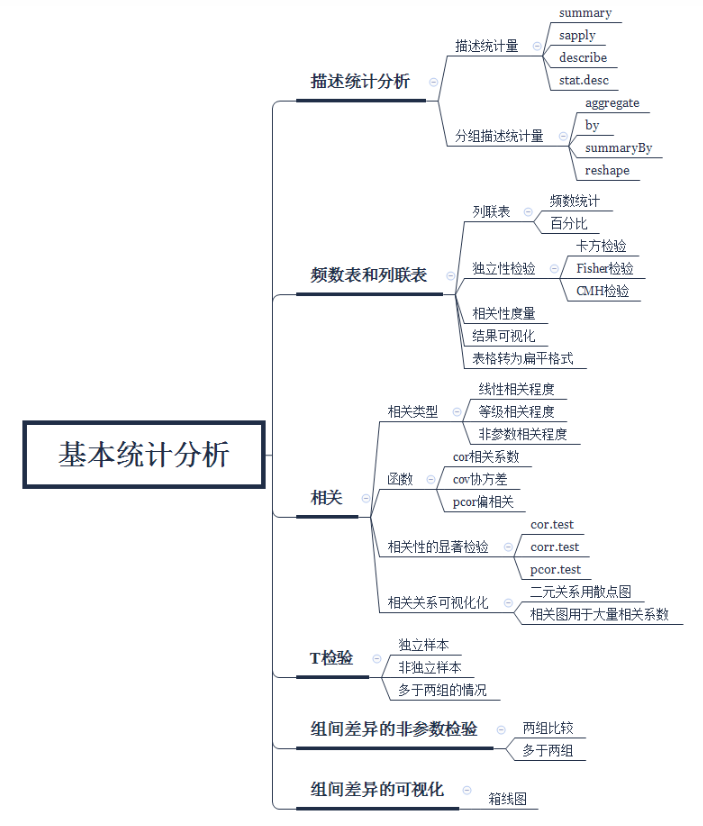 基本统计分析
描述统计分析
描述统计量
summary
sapply
describe
stat.desc
分组描述统计量
aggregate
by
summaryBy
reshape
频数表和列联表
列联表
频数统计
百分比
独立性检验
卡方检验
Fisher检验
CMH检验
相关性度量
结果可视化
表格转为扁平格式
相关
相关类型
线性相关程度
等级相关程度
非参数相关程度
函数
cor相关系数
cov协方差
pcor偏相关
相关性的显著检验
cor.test
corr.test
pcor.test
相关关系可视化化
二元关系用散点图
相关图用于大量相关系数
T检验
独立样本
非独立样本
多于两组的情况
组间差异的非参数检验
两组比较
多于两组
组间差异的可视化
箱线图